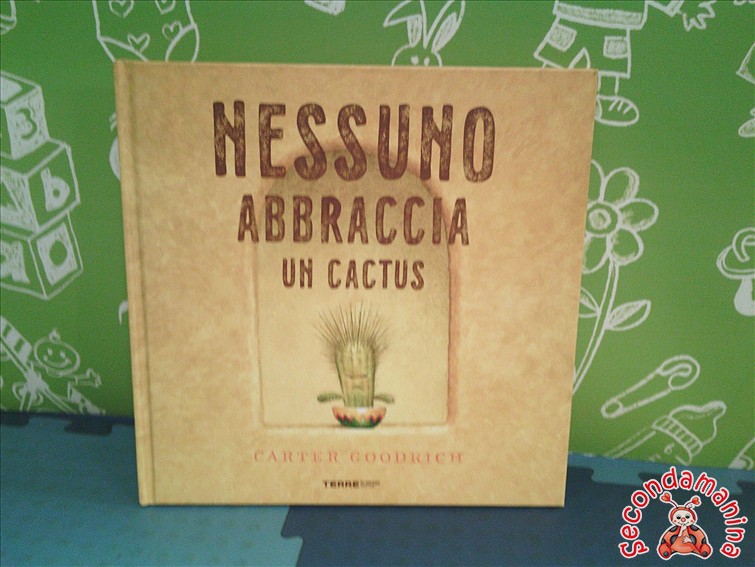 NESSUNO
ABBRACCIA
UN CACTUS
CARTER GOODRICH
TERRE
secondamanina